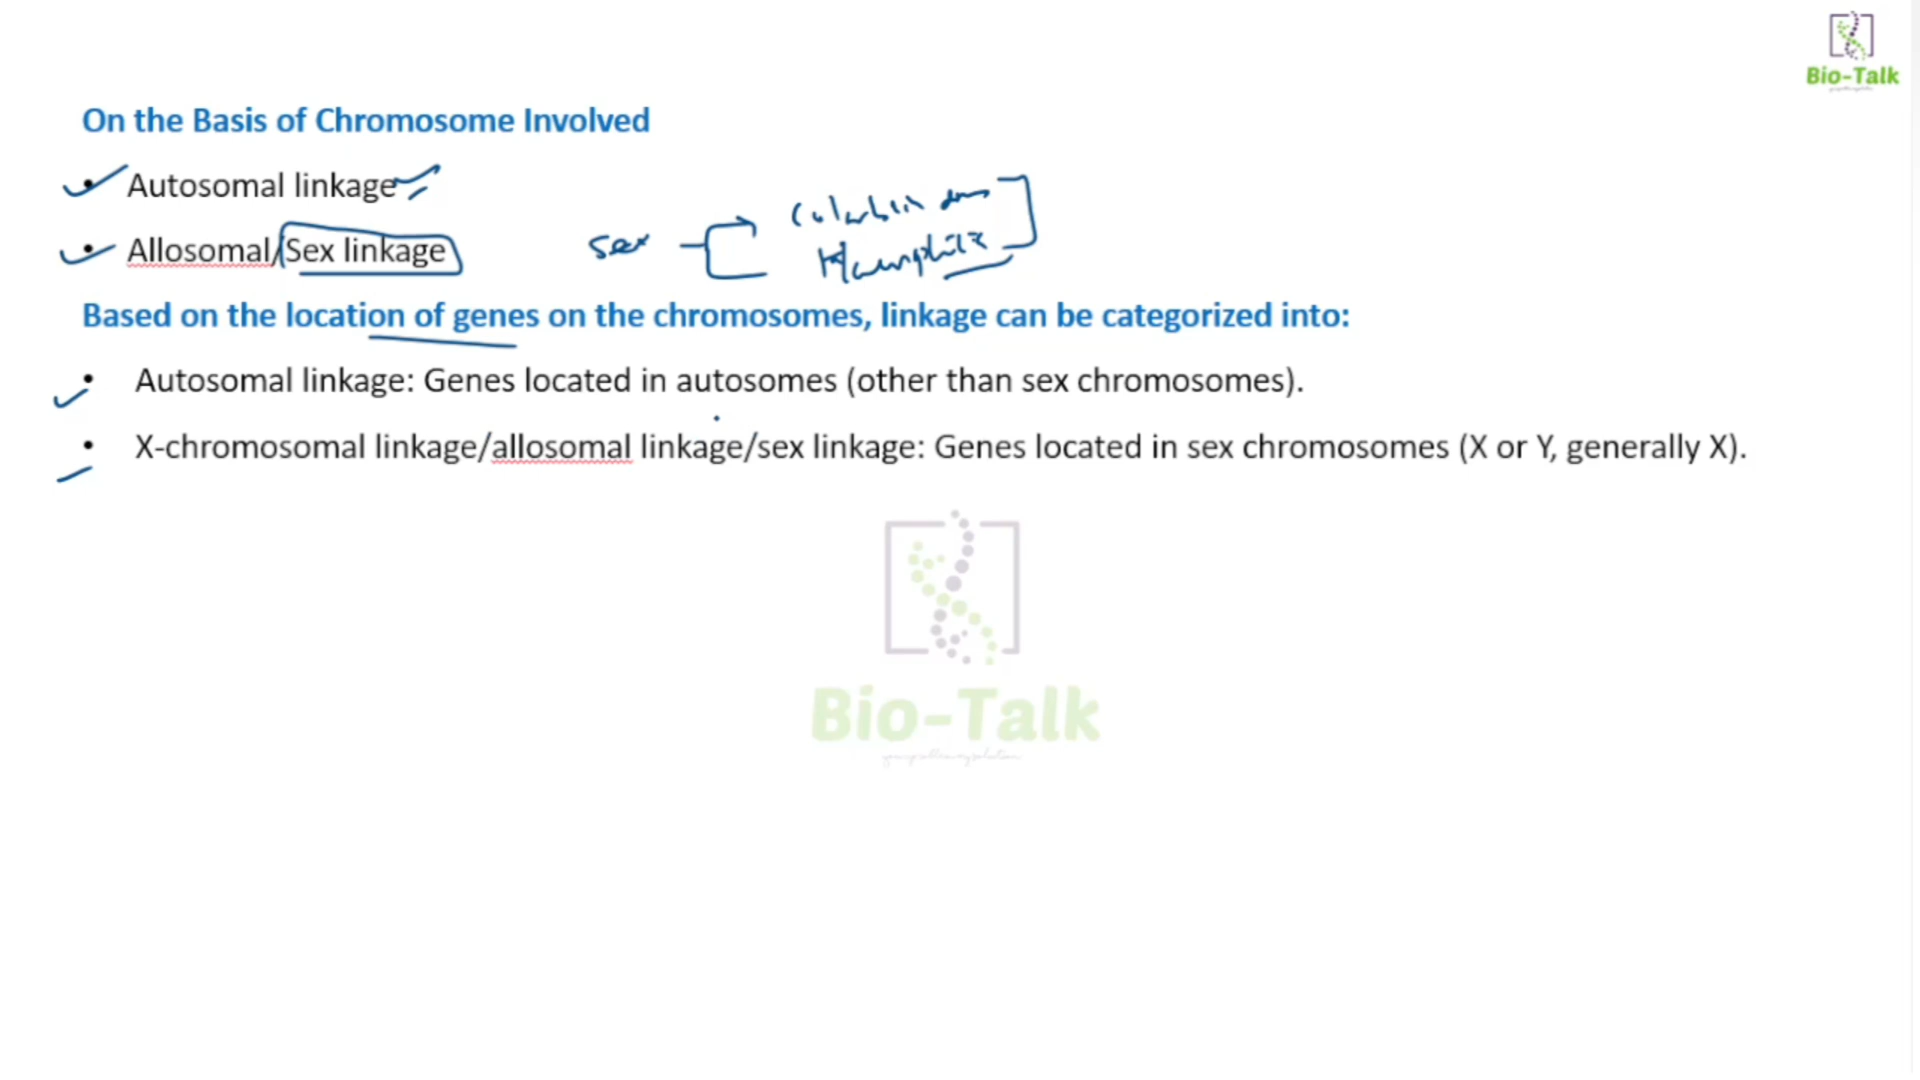 Bio-Talk
On the Basis of Chromosome Involved
• Autosomal linkage
• Allosomal/Sex linkage
sex
Based on the location of genes on the chromosomes, linkage can be categorized into:
• Autosomal linkage: Genes located in autosomes (other than sex chromosomes).
• X-chromosomal linkage/allosomal linkage/sex linkage: Genes located in sex chromosomes (X or Y, generally X).
Bio-Talk